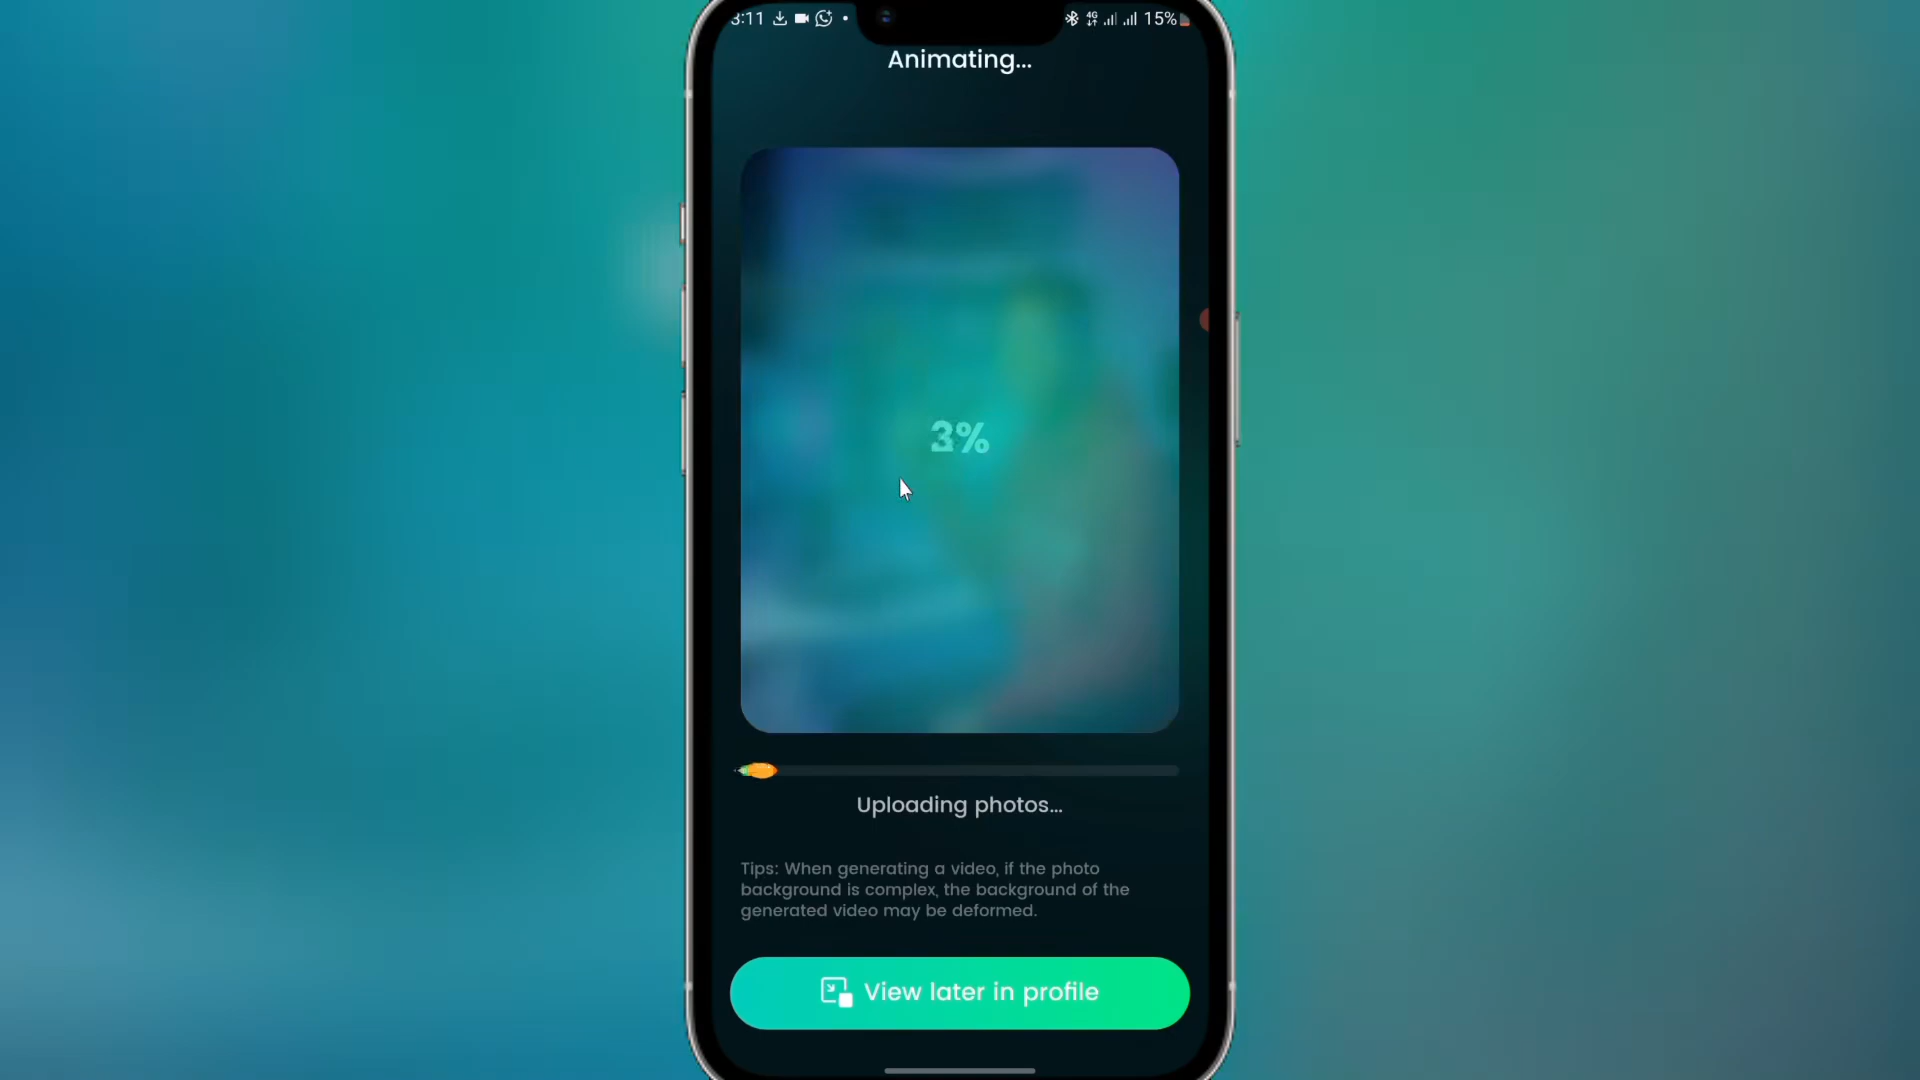 3:11
4G
15%
Animating...
3%
Uploading photos...
Tips: When generating a video, if the photo
background is complex, the background of the
generated video may be deformed.
View later in profile